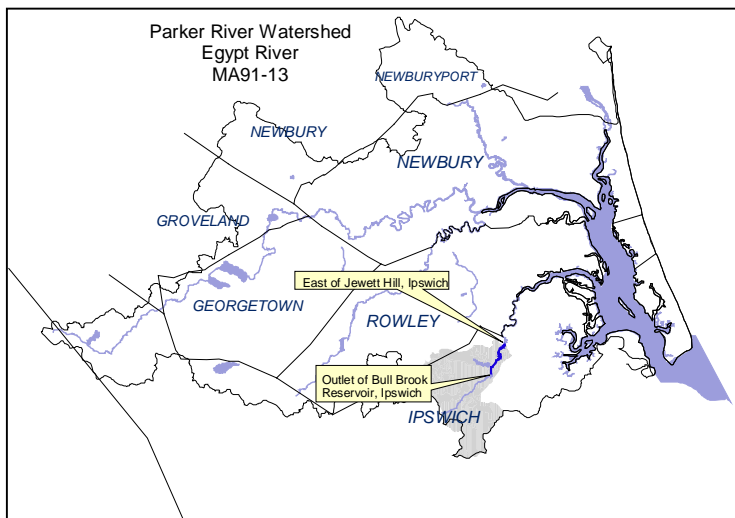 Parker River Watershed
Egypt River
MA91-13
NEWBURYPORT
NEWBURY
NEWBURY
GROVELAND
East of Jewett Hill, Ipswich
GEORGETOWN
ROWLEY
Outlet of Bull Brook
Reservoir, Ipswich
IPSWICH